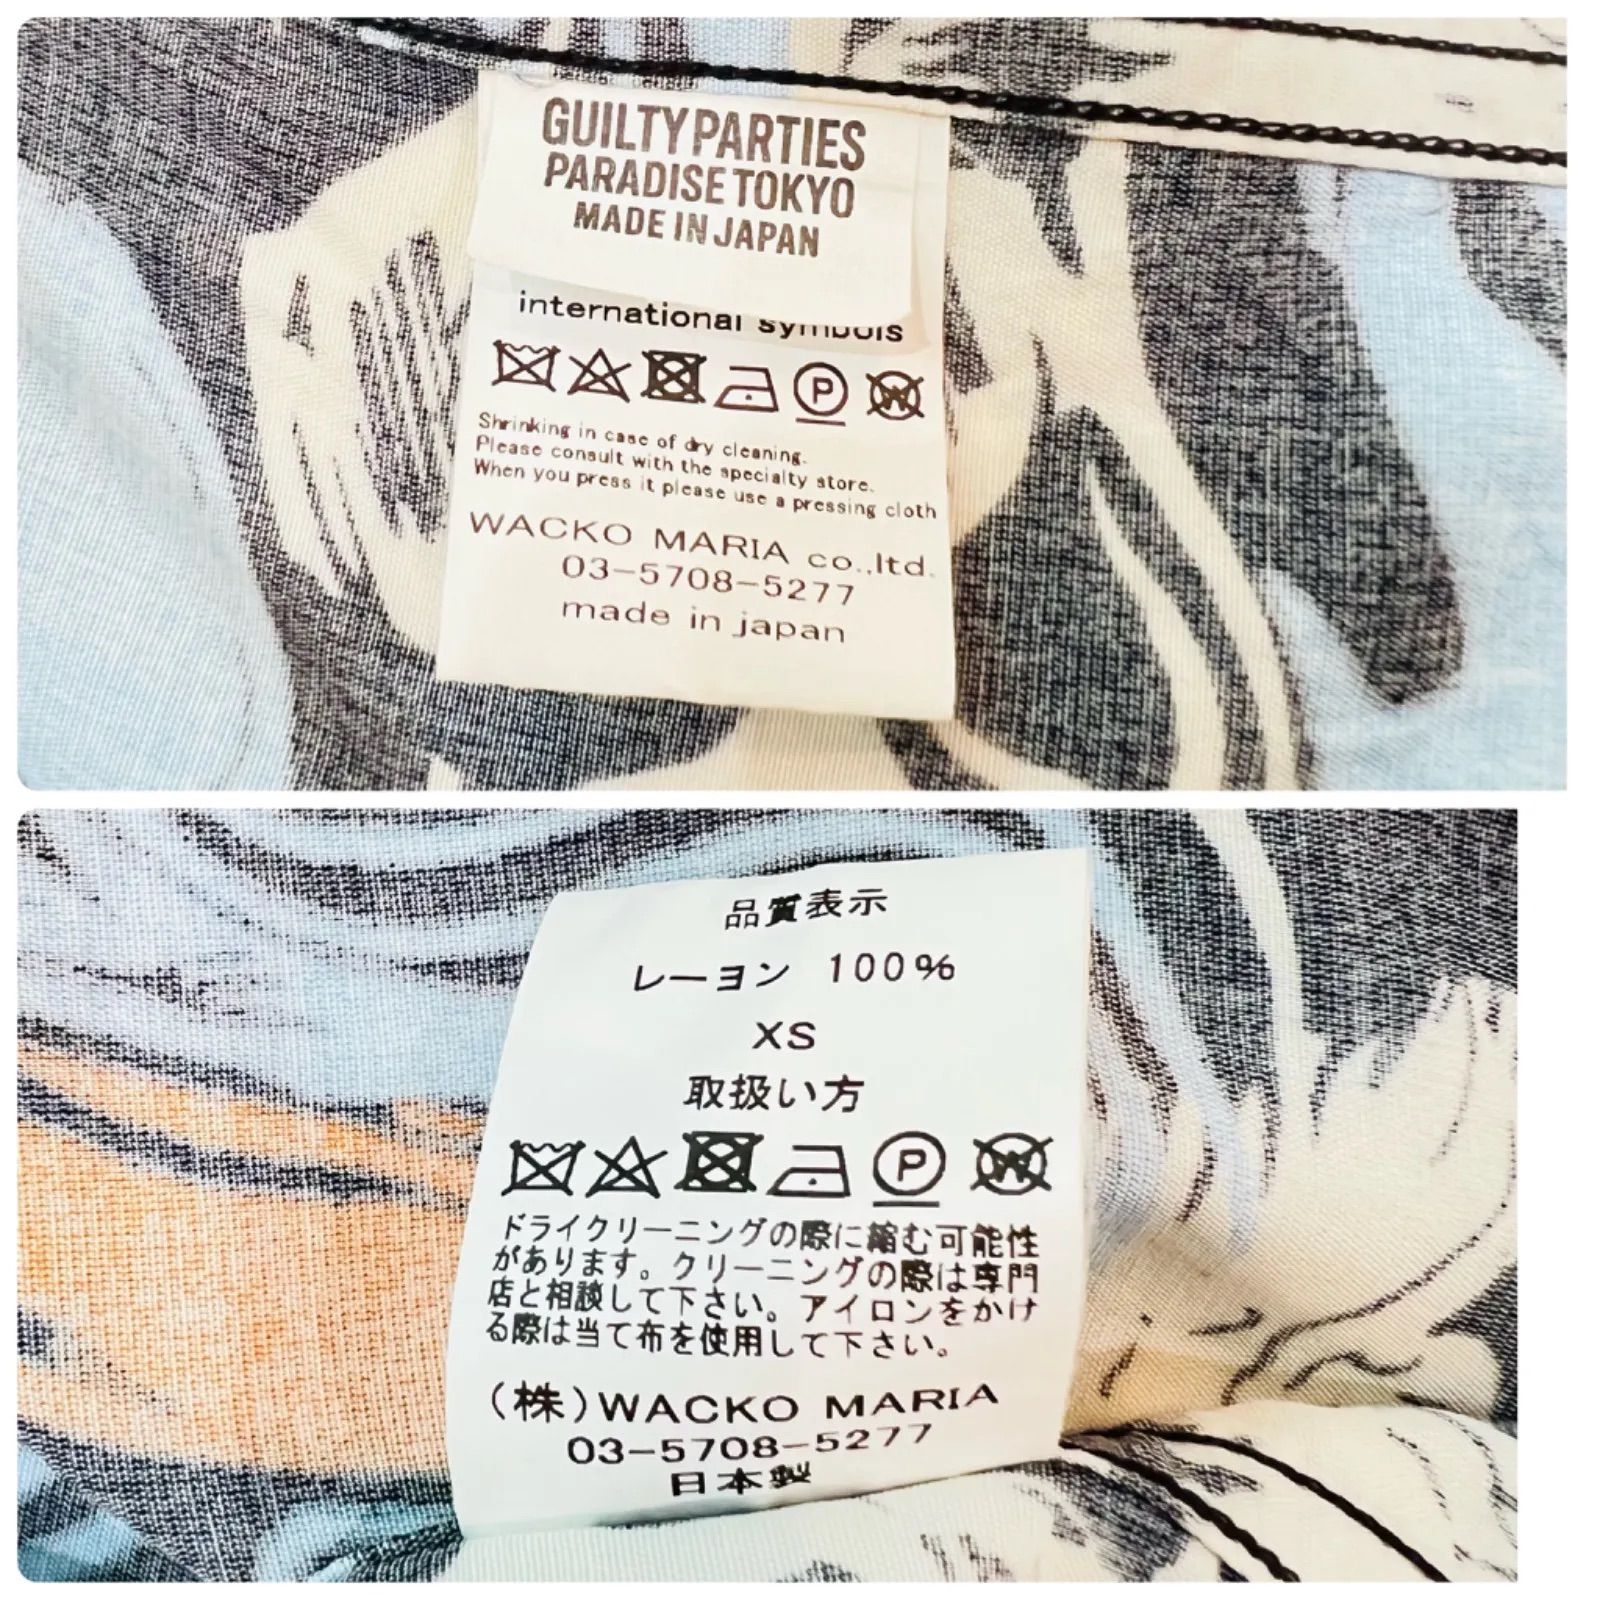 GUILTY PARTIES
PARADISE TOKYO
MADE IN JAPAN
international symbols
P
W
Shrinking in case of dry cleaning.
Please consult with the specialty store.
When you press it please use a pressing cloth
WACKO MARIA co.,ltd.
03-5708-5277
made in japan
品質表示
レーヨン 100%
XS
取扱い方
P
W
ドライクリーニングの際に縮む可能性
があります。クリーニングの際は専門
店と相談して下さい。アイロンをかけ
る際は当て布を使用して下さい。
(株)WACKO MARIA
03-5708-5277
日本製